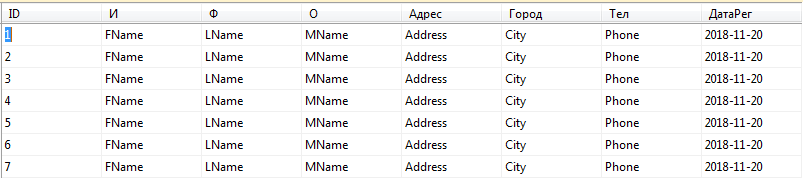 ID И Ф О Адрес Город Тел ДатаРег
1 FName LName MName Address City Phone 2018-11-20
2 FName LName MName Address City Phone 2018-11-20
3 FName LName MName Address City Phone 2018-11-20
4 FName LName MName Address City Phone 2018-11-20
5 FName LName MName Address City Phone 2018-11-20
6 FName LName MName Address City Phone 2018-11-20
7 FName LName MName Address City Phone 2018-11-20